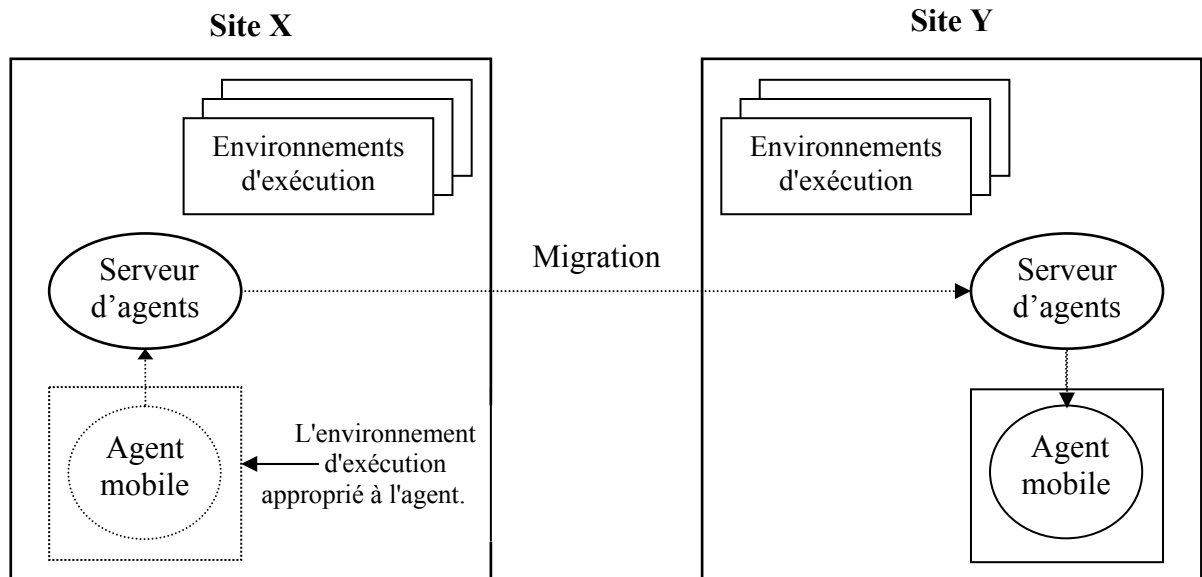 Site X
Site Y
Environnements
d'exécution
Environnements
d'exécution
Migration
Serveur
d’agents
Serveur
d’agents
Agent
mobile
L'environnement
d'exécution
approprié à l'agent.
Agent
mobile